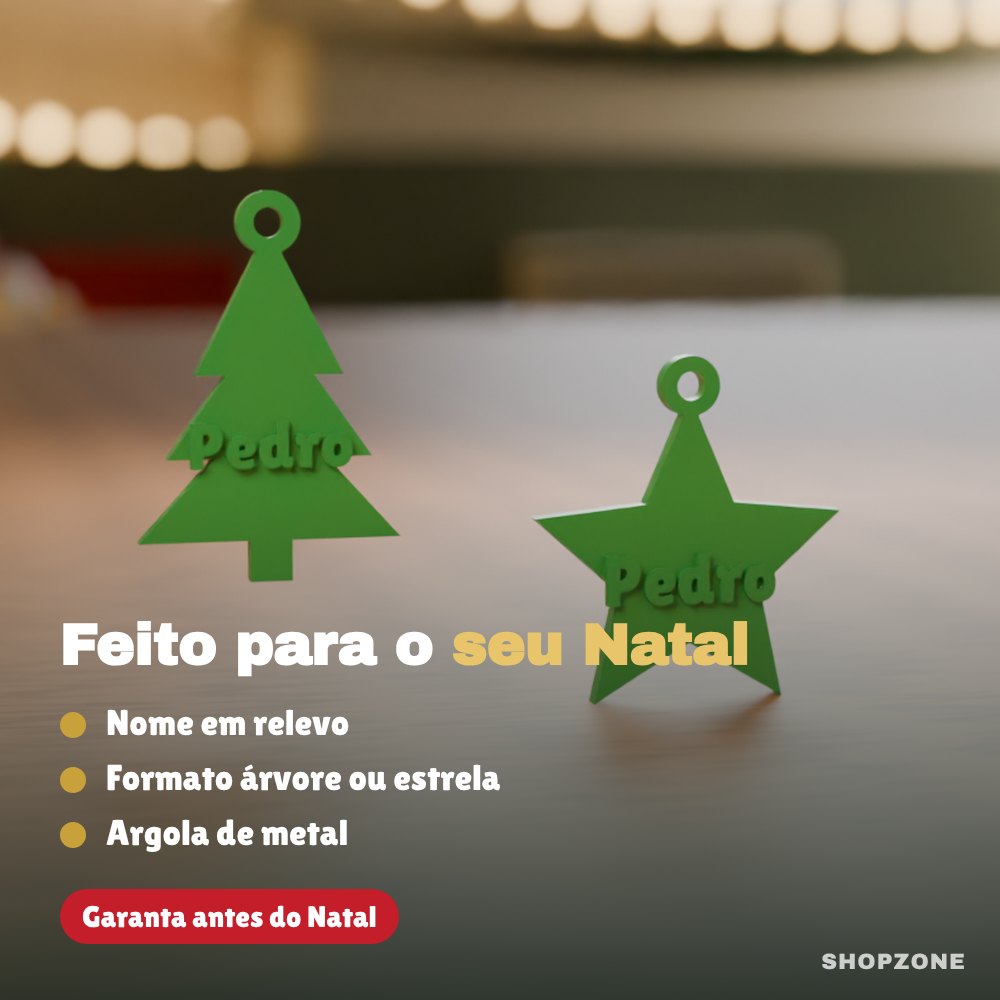 Pedro
Pedro
Feito para o seu Natal
Nome em relevo
Formato árvore ou estrela
Argola de metal
Garanta antes do Natal
SHOPZONE